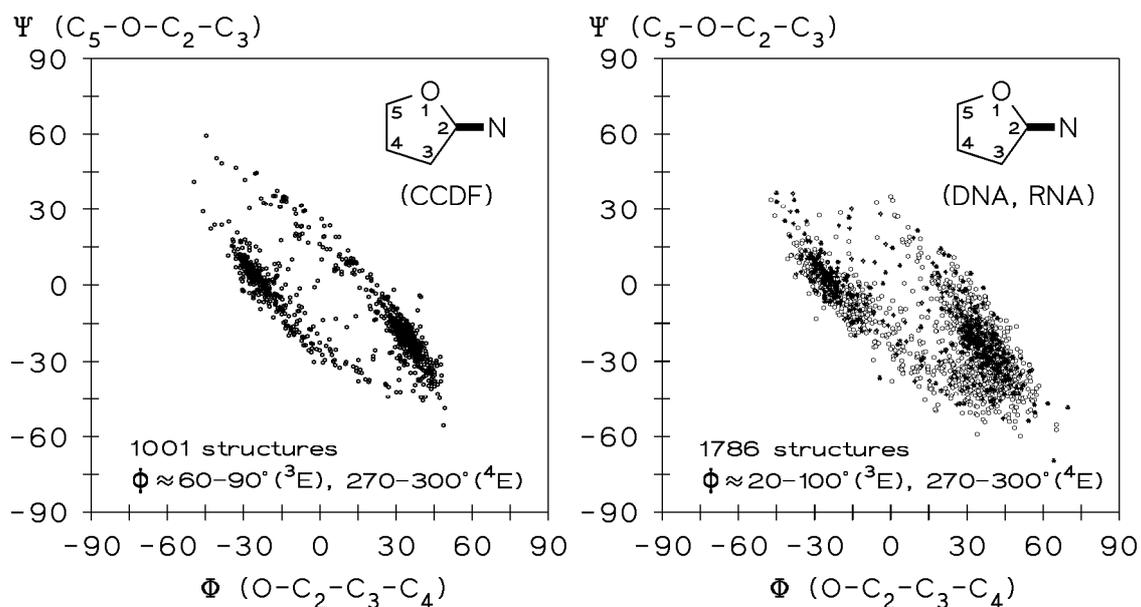 Ψ (C₅–O–C₂–C₃)
90
60
30
0
−30
−60
−90
−90 −60 −30 0 30 60 90
O
5 1
2 N
4 3
(CCDF)
1001 structures
ϕ ≈ 60–90° (³E), 270–300° (⁴E)
Φ (O–C₂–C₃–C₄)
Ψ (C₅–O–C₂–C₃)
90
60
30
0
−30
−60
−90
−90 −60 −30 0 30 60 90
O
5 1
2 N
4 3
(DNA, RNA)
1786 structures
ϕ ≈ 20–100° (³E), 270–300° (⁴E)
Φ (O–C₂–C₃–C₄)